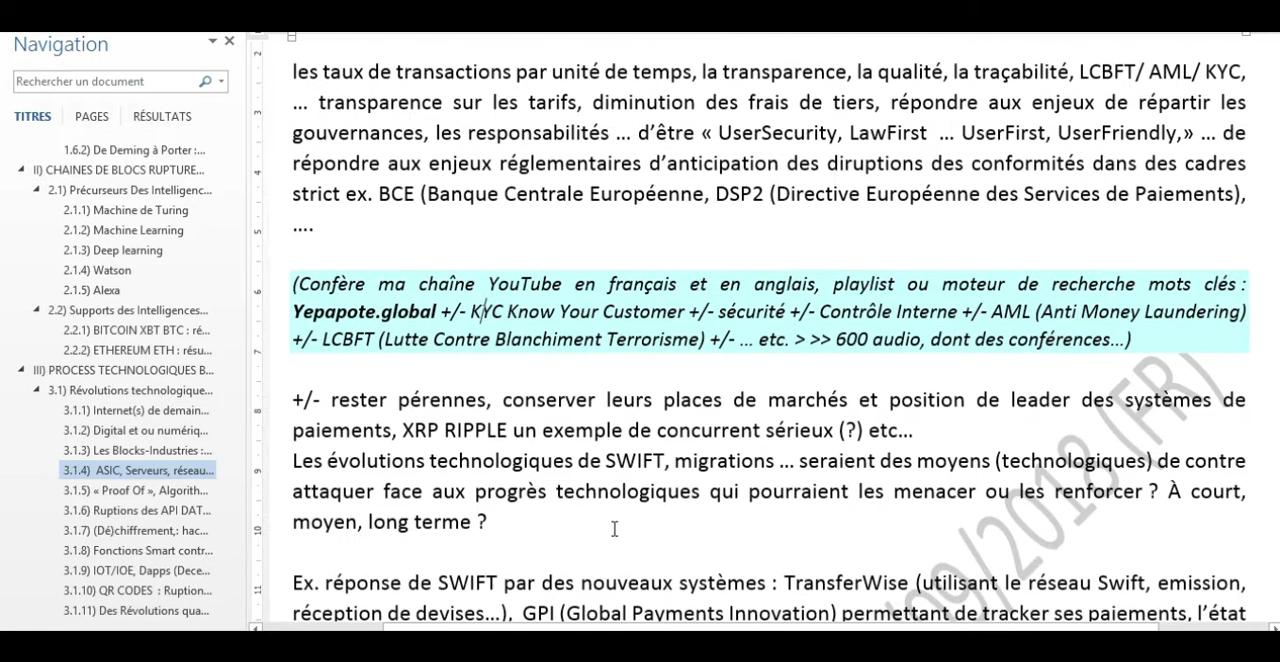 Navigation
Rechercher un document
TITRES PAGES RÉSULTATS
1.6.2) De Deming à Porter :...
II) CHAINES DE BLOCS RUPTURE...
2.1) Précurseurs Des Intelligenc...
2.1.1) Machine de Turing
2.1.2) Machine Learning
2.1.3) Deep learning
2.1.4) Watson
2.1.5) Alexa
2.2) Supports des Intelligences...
2.2.1) BITCOIN XBT BTC : ré...
2.2.2) ETHEREUM ETH : résu...
III) PROCESS TECHNOLOGIQUES B...
3.1) Révolutions technologique...
3.1.1) Internet(s) de demain...
3.1.2) Digital et ou numériq...
3.1.3) Les Blocks-Industries :...
3.1.4) ASIC, Serveurs, réseau...
3.1.5) « Proof Of », Algorith...
3.1.6) Ruptions des API DAT...
3.1.7) (Dé)chiffrement,: hac...
3.1.8) Fonctions Smart contr...
3.1.9) IOT/IOE, Dapps (Dece...
3.1.10) QR CODES : Ruption...
3.1.11) Des Révolutions qua...
2
3
4
5
6
7
8
9
10
11
les taux de transactions par unité de temps, la transparence, la qualité, la traçabilité, LCBFT/ AML/ KYC,
... transparence sur les tarifs, diminution des frais de tiers, répondre aux enjeux de répartir les
gouvernances, les responsabilités ... d'être « UserSecurity, LawFirst ... UserFirst, UserFriendly,» ... de
répondre aux enjeux réglementaires d'anticipation des diruptions des conformités dans des cadres
strict ex. BCE (Banque Centrale Européenne, DSP2 (Directive Européenne des Services de Paiements),
....
(Confère ma chaîne YouTube en français et en anglais, playlist ou moteur de recherche mots clés :
Yepapote.global +/- KYC Know Your Customer +/- sécurité +/- Contrôle Interne +/- AML (Anti Money Laundering)
+/- LCBFT (Lutte Contre Blanchiment Terrorisme) +/- ... etc. > >> 600 audio, dont des conférences...)
+/- rester pérennes, conserver leurs places de marchés et position de leader des systèmes de
paiements, XRP RIPPLE un exemple de concurrent sérieux (?) etc...
Les évolutions technologiques de SWIFT, migrations ... seraient des moyens (technologiques) de contre
attaquer face aux progrès technologiques qui pourraient les menacer ou les renforcer ? À court,
moyen, long terme ?
Ex. réponse de SWIFT par des nouveaux systèmes : TransferWise (utilisant le réseau Swift, emission,
réception de devises...), GPI (Global Payments Innovation) permettant de tracker ses paiements, l'état
09/2018 (FR)